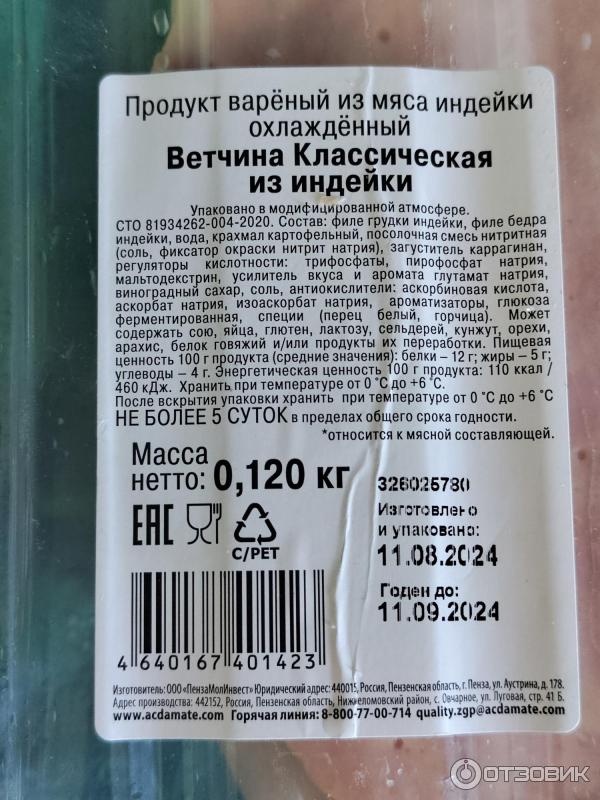 Продукт варёный из мяса индейки
охлаждённый
Ветчина Классическая
из индейки
Упаковано в модифицированной атмосфере.
СТО 81934262-004-2020. Состав: филе грудки индейки, филе бедра
индейки, вода, крахмал картофельный, посолочная смесь нитритная
(соль, фиксатор окраски нитрит натрия), загуститель каррагинан,
регуляторы кислотности: трифосфаты, пирофосфат натрия,
мальтодекстрин, усилитель вкуса и аромата глутамат натрия,
виноградный сахар, соль, антиокислители: аскорбиновая кислота,
аскорбат натрия, изоаскорбат натрия, ароматизаторы, глюкоза
ферментированная, специи (перец белый, горчица). Может
содержать сою, яйца, глютен, лактозу, сельдерей, кунжут, орехи,
арахис, белок говяжий и/или продукты их переработки. Пищевая
ценность 100 г продукта (средние значения): белки – 12 г; жиры – 5 г;
углеводы – 4 г. Энергетическая ценность 100 г продукта: 110 ккал /
460 кДж. Хранить при температуре от 0 °С до +6 °С.
После вскрытия упаковки хранить при температуре от 0 °С до +6 °С
НЕ БОЛЕЕ 5 СУТОК в пределах общего срока годности.
*относится к мясной составляющей.
Масса
нетто: 0,120 кг
326025780
Изготовлено
и упаковано:
11.08.2024
Годен до:
11.09.2024
ЕАС
C/PET
4 640167 401423
Изготовитель: ООО «ПензаМолИнвест» Юридический адрес: 440015, Россия, Пензенская область, г. Пенза, ул. Аустрина, д. 178.
Адрес производства: 442152, Россия, Пензенская область, Нижнеломовский район, с. Овчарное, ул. Луговая, стр. 41 Б.
www.acdamate.com Горячая линия: 8-800-77-00-714 quality.zgp@acdamate.com
ОТЗОВИК